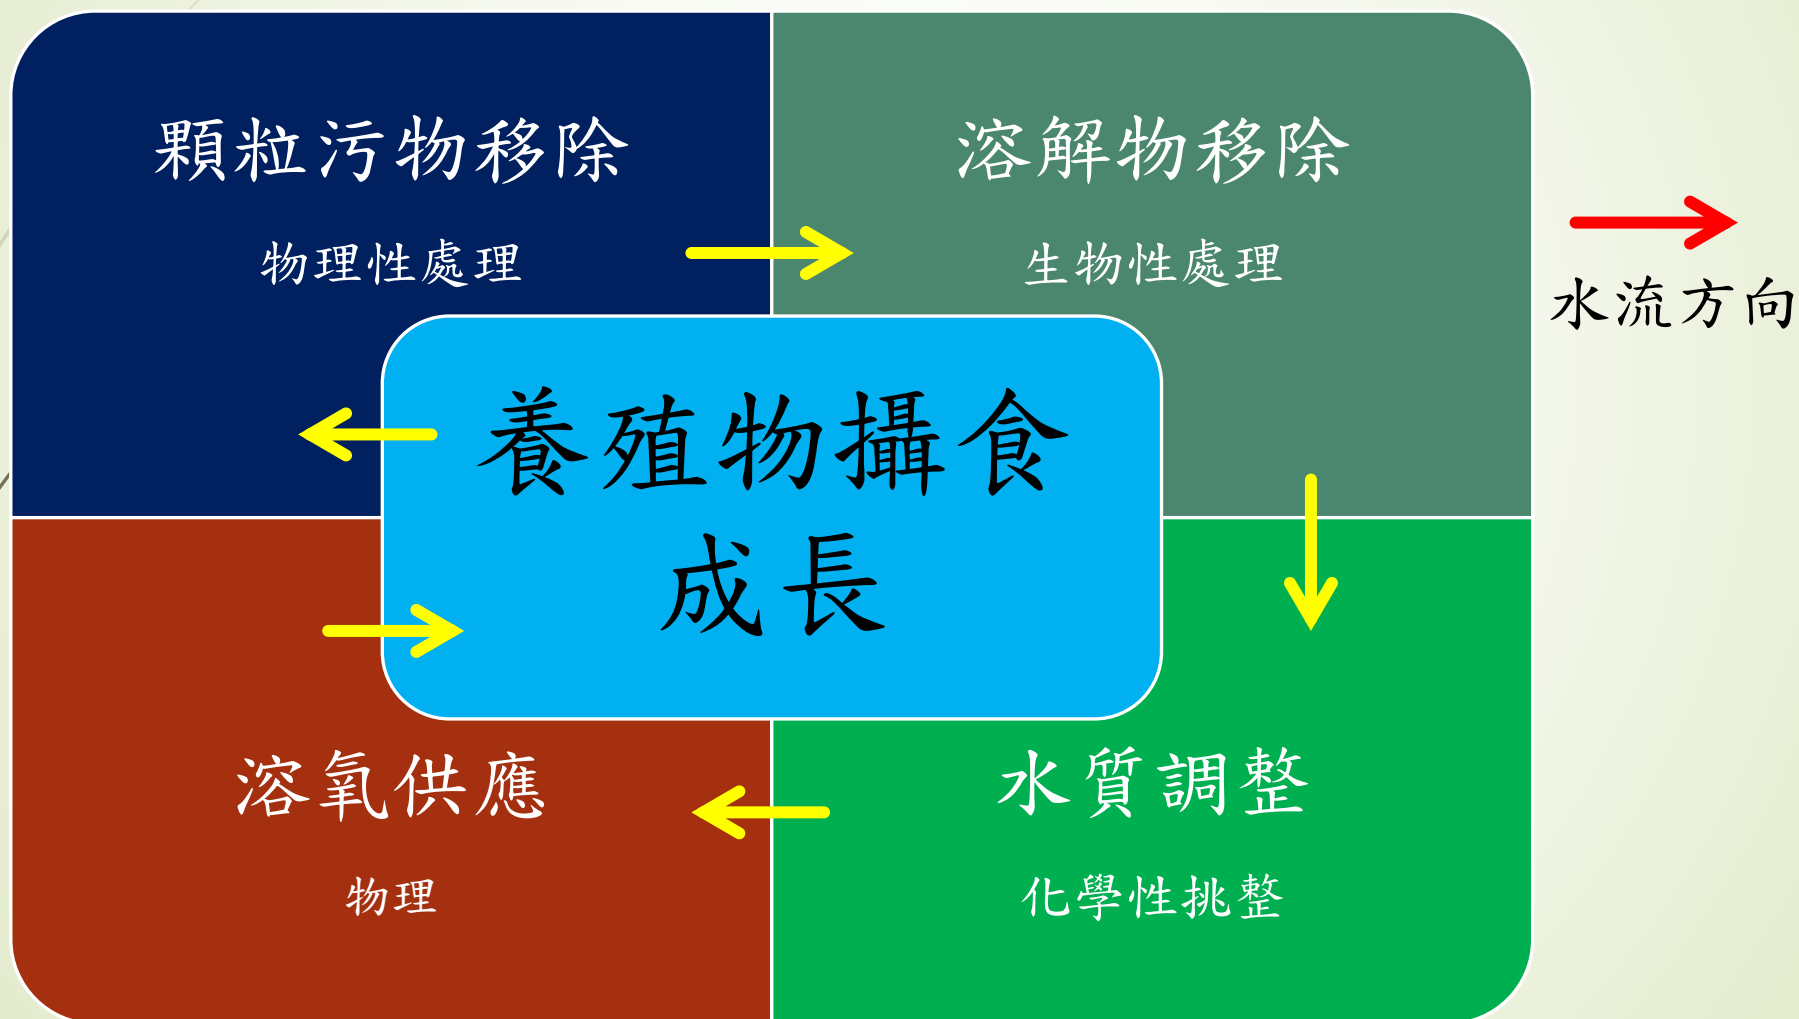 顆粒污物移除
物理性處理
溶解物移除
生物性處理
水流方向
養殖物攝食
成長
溶氧供應
物理
水質調整
化學性挑整